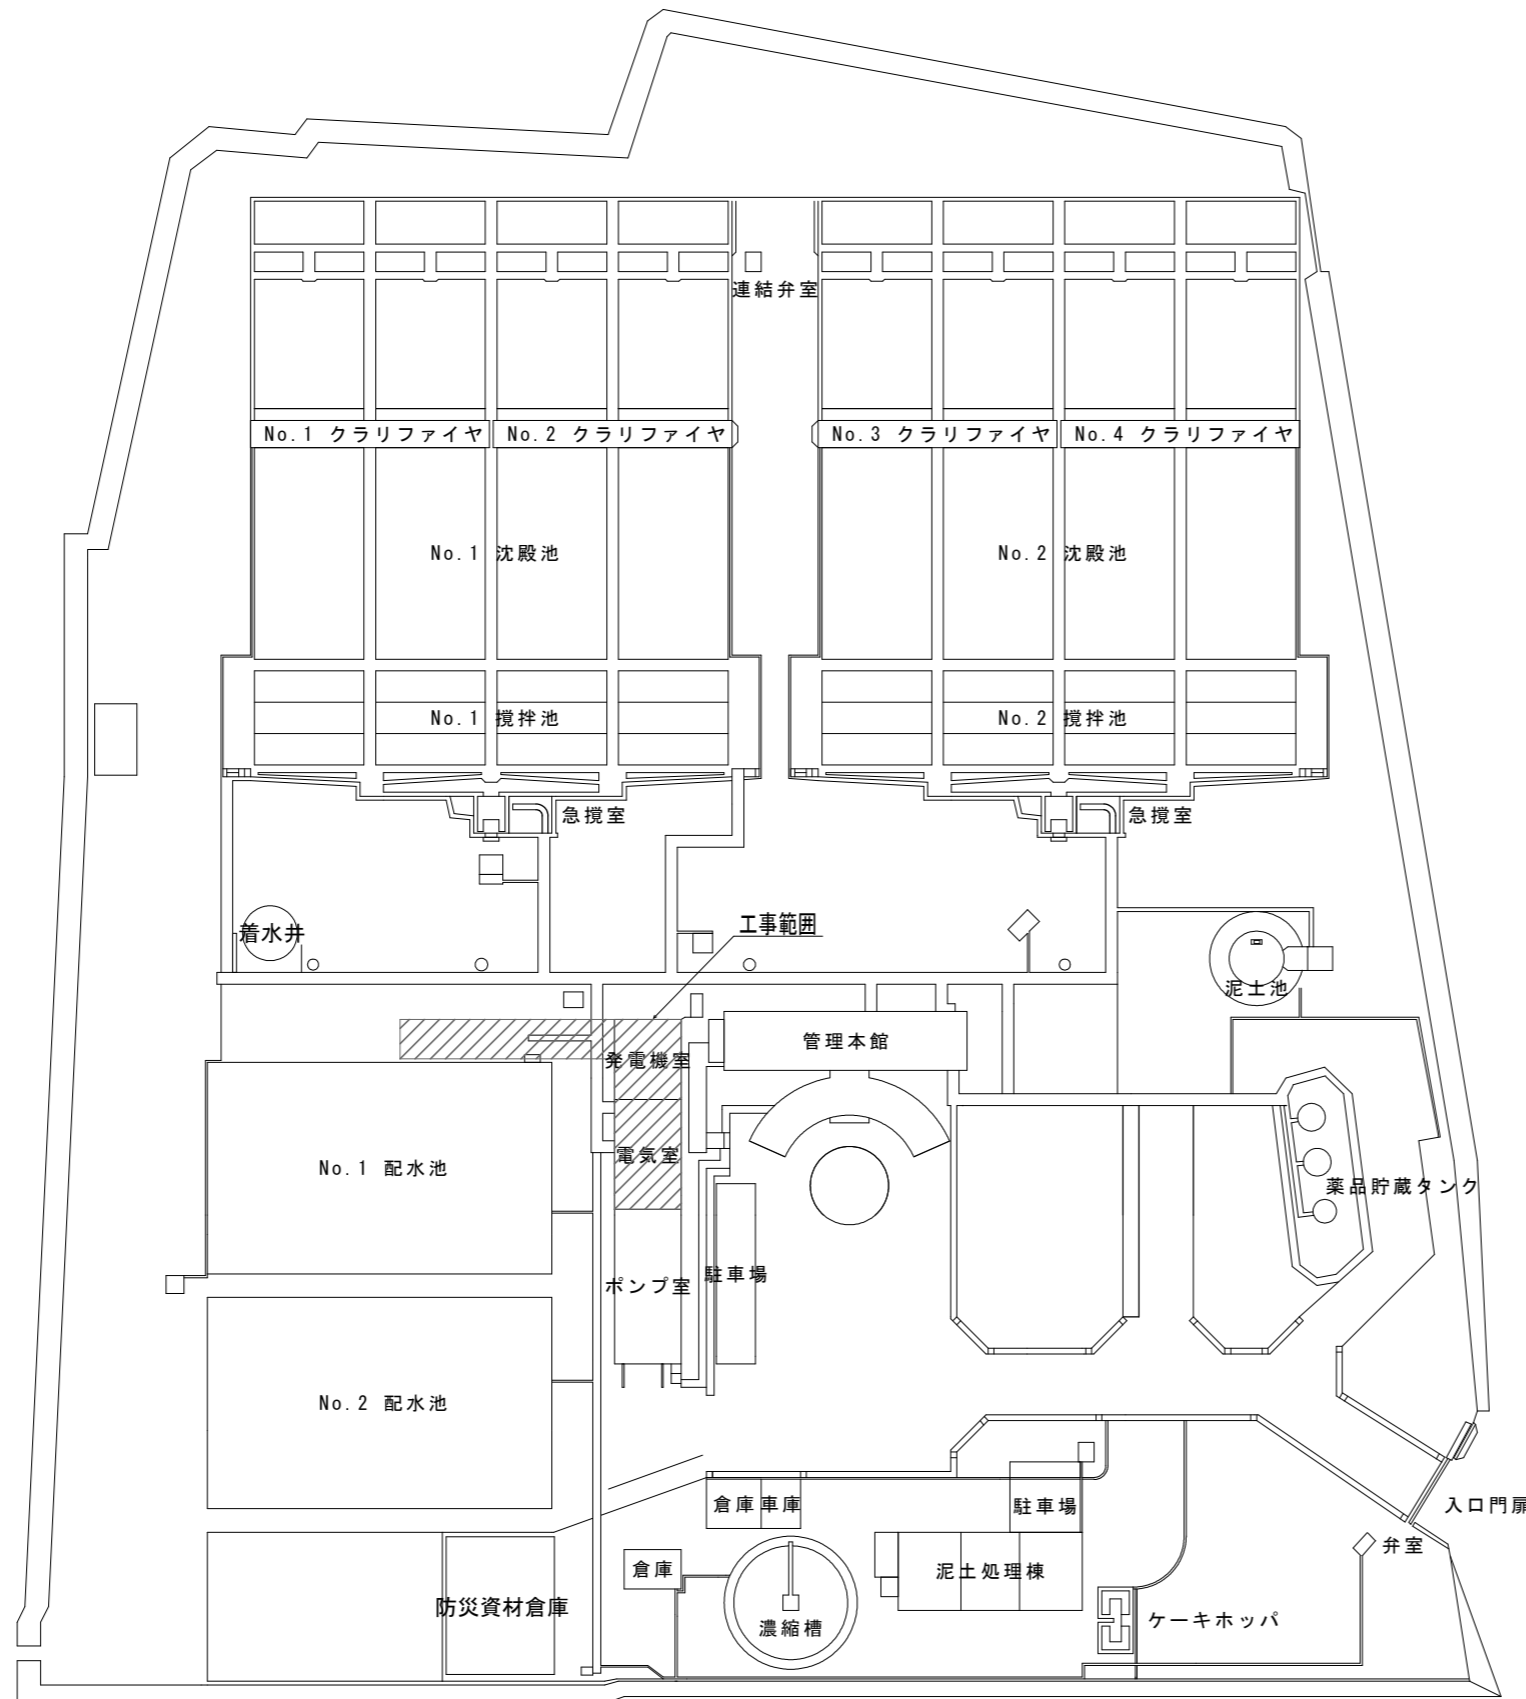 連結弁室
No.1 クラリファイヤ
No.2 クラリファイヤ
No.3 クラリファイヤ
No.4 クラリファイヤ
No.1 沈殿池
No.2 沈殿池
No.1 撹拌池
No.2 撹拌池
急撹室
急撹室
着水井
工事範囲
泥土池
管理本館
発電機室
電気室
No.1 配水池
薬品貯蔵タンク
駐車場
ポンプ室
No.2 配水池
倉庫
車庫
駐車場
入口門扉
弁室
倉庫
泥土処理棟
防災資材倉庫
濃縮槽
ケーキホッパ